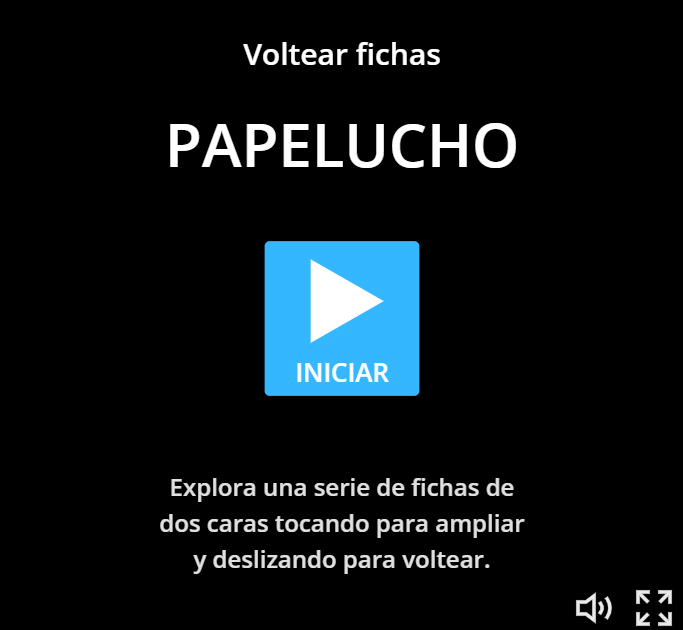 Voltear fichas
PAPELUCHO
INICIAR
Explora una serie de fichas de
dos caras tocando para ampliar
y deslizando para voltear.